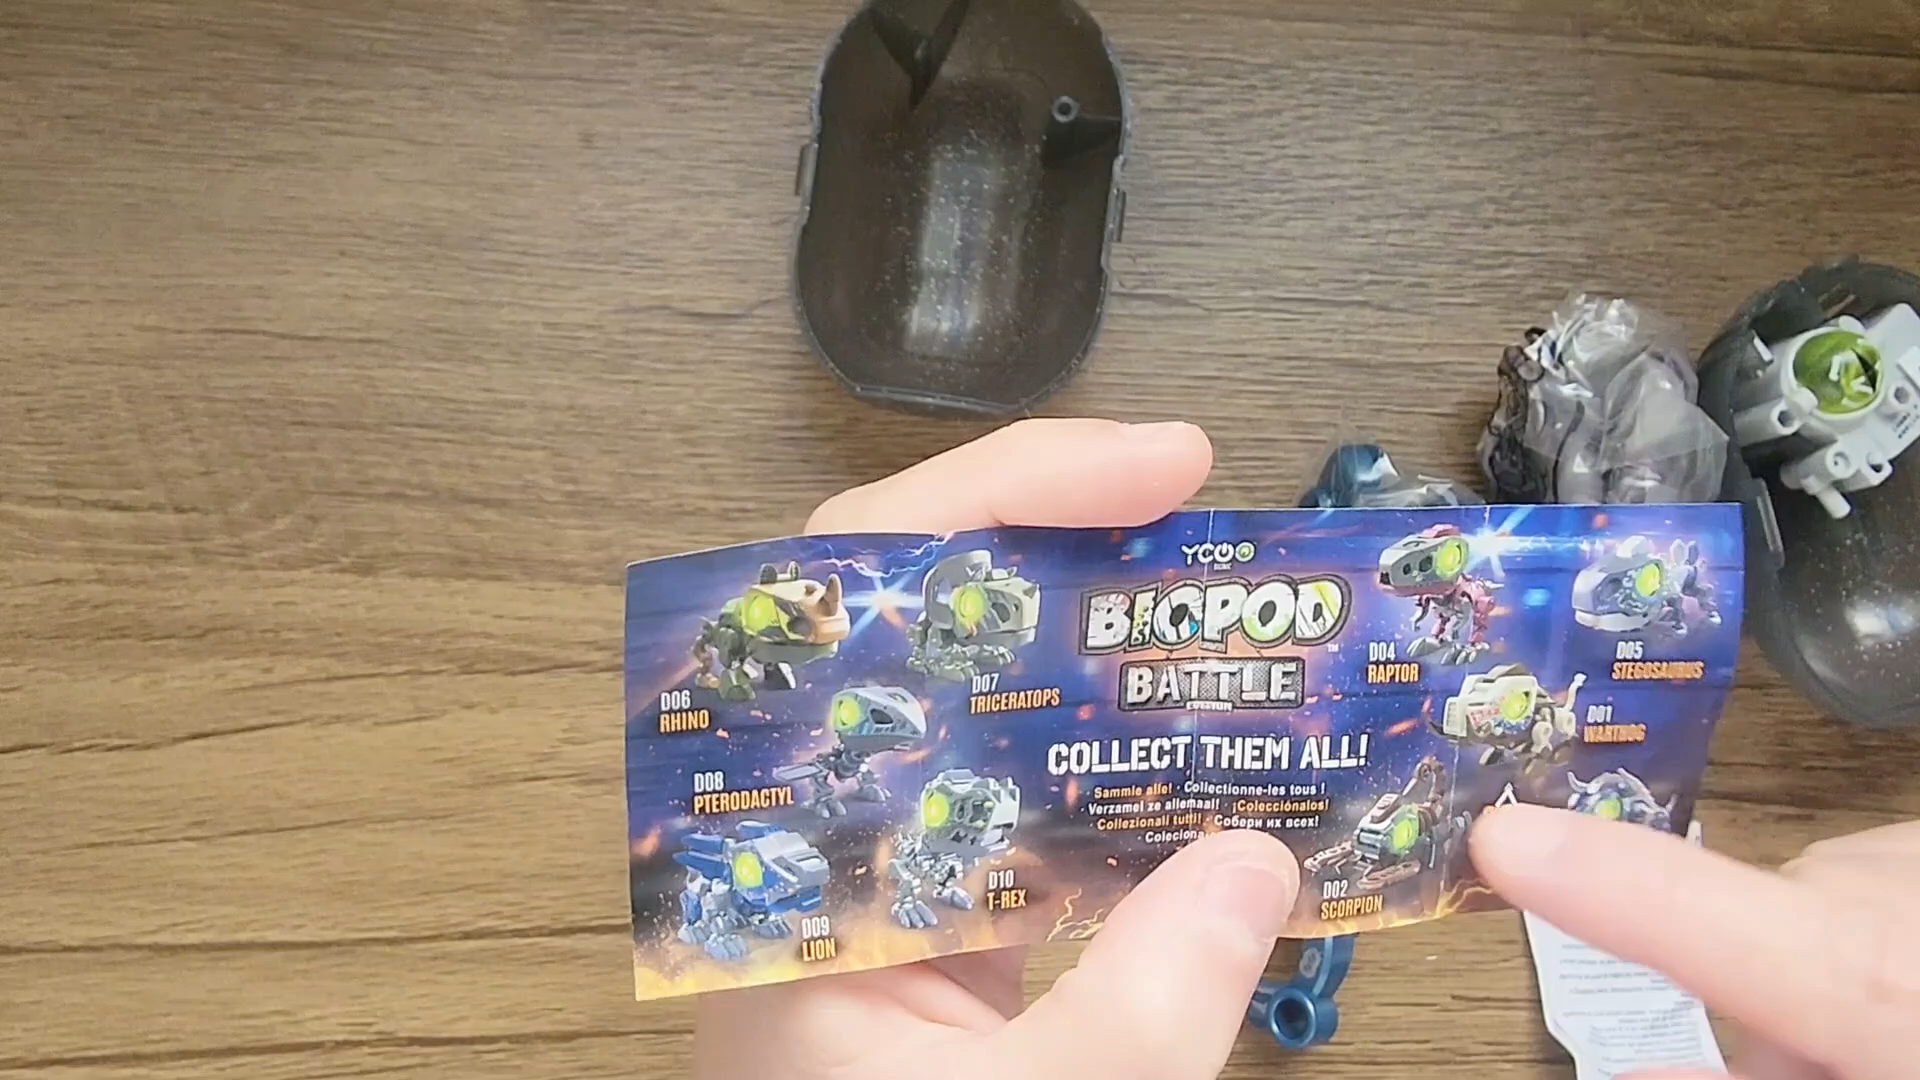 YCOO
BIOPOD
™
BATTLE
EDITION
COLLECT THEM ALL!
Sammle alle! · Collectionne-les tous !
· Verzamel ze allemaal! · ¡Colecciónalos!
· Collezionali tutti! · Собери их всех!
D06
RHINO
D07
TRICERATOPS
D08
PTERODACTYL
D09
LION
D10
T-REX
D04
RAPTOR
D05
STEGOSAURUS
D01
WARTHOG
D02
SCORPION